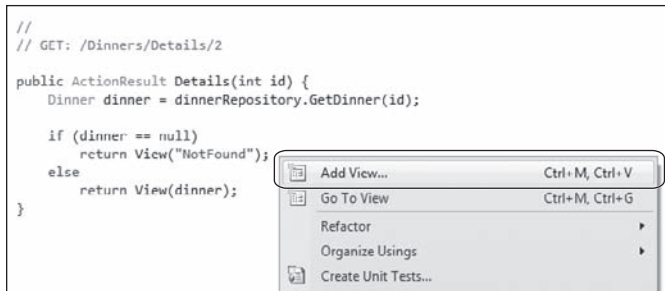 //
// GET: /Dinners/Details/2
public ActionResult Details(int id) {
Dinner dinner = dinnerRepository.GetDinner(id);
if (dinner == null)
return View("NotFound");
else
return View(dinner);
}
Add View... Ctrl+M, Ctrl+V
Go To View Ctrl+M, Ctrl+G
Refactor
Organize Usings
Create Unit Tests...